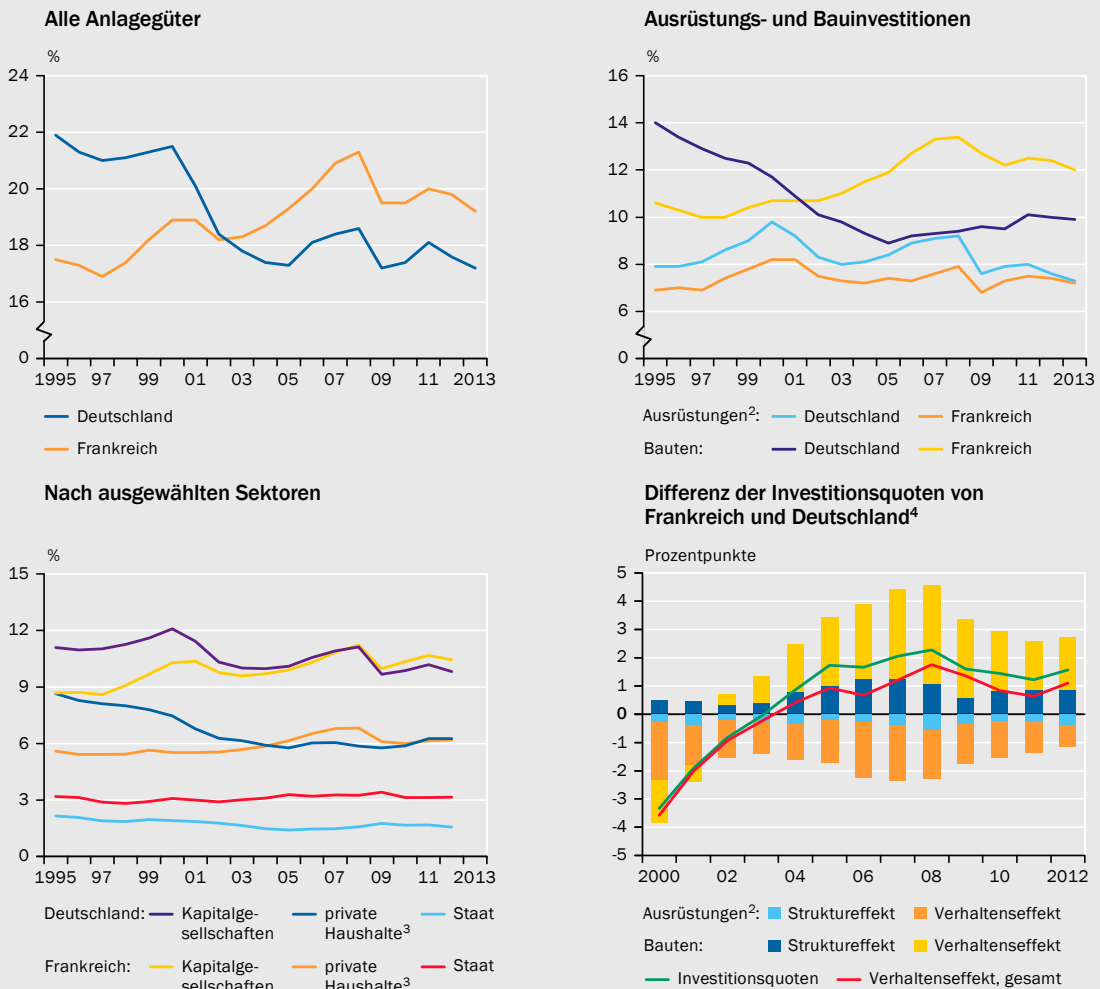 Alle Anlagegüter
%
24
22
20
18
16
0
1995 97 99 01 03 05 07 09 11 2013
Deutschland
Frankreich
Ausrüstungs- und Bauinvestitionen
%
16
14
12
10
8
6
0
1995 97 99 01 03 05 07 09 11 2013
Ausrüstungen²: Deutschland Frankreich
Bauten: Deutschland Frankreich
Nach ausgewählten Sektoren
%
15
12
9
6
3
0
1995 97 99 01 03 05 07 09 11 2013
Deutschland: Kapitalge- private Staat
sellschaften Haushalte³
Frankreich: Kapitalge- private Staat
sellschaften Haushalte³
Differenz der Investitionsquoten von
Frankreich und Deutschland⁴
Prozentpunkte
5
4
3
2
1
0
-1
-2
-3
-4
-5
2000 02 04 06 08 10 2012
Ausrüstungen²: Struktureffekt Verhaltenseffekt
Bauten: Struktureffekt Verhaltenseffekt
Investitionsquoten Verhaltenseffekt, gesamt